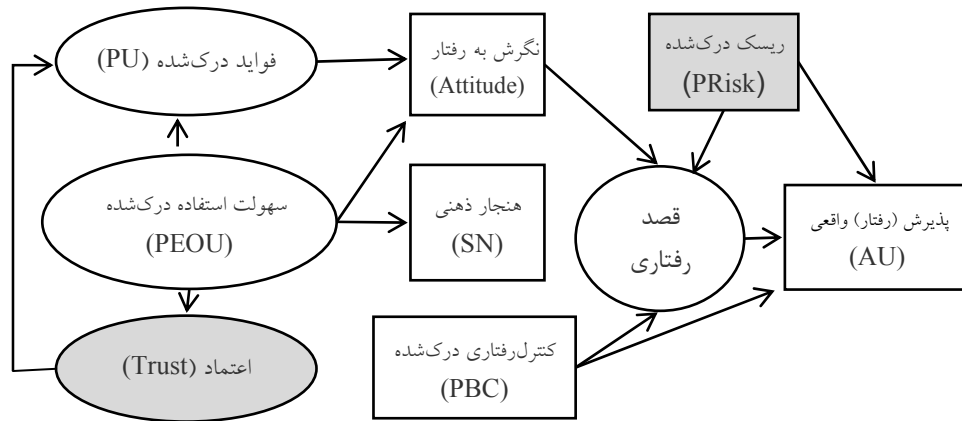 فواید درک‌شده (PU)
نگرش به رفتار
(Attitude)
ریسک درک‌شده
(PRisk)
سهولت استفاده درک‌شده
(PEOU)
هنجار ذهنی
(SN)
قصد
رفتاری
پذیرش (رفتار) واقعی
(AU)
اعتماد (Trust)
کنترل‌رفتاری درک‌شده
(PBC)